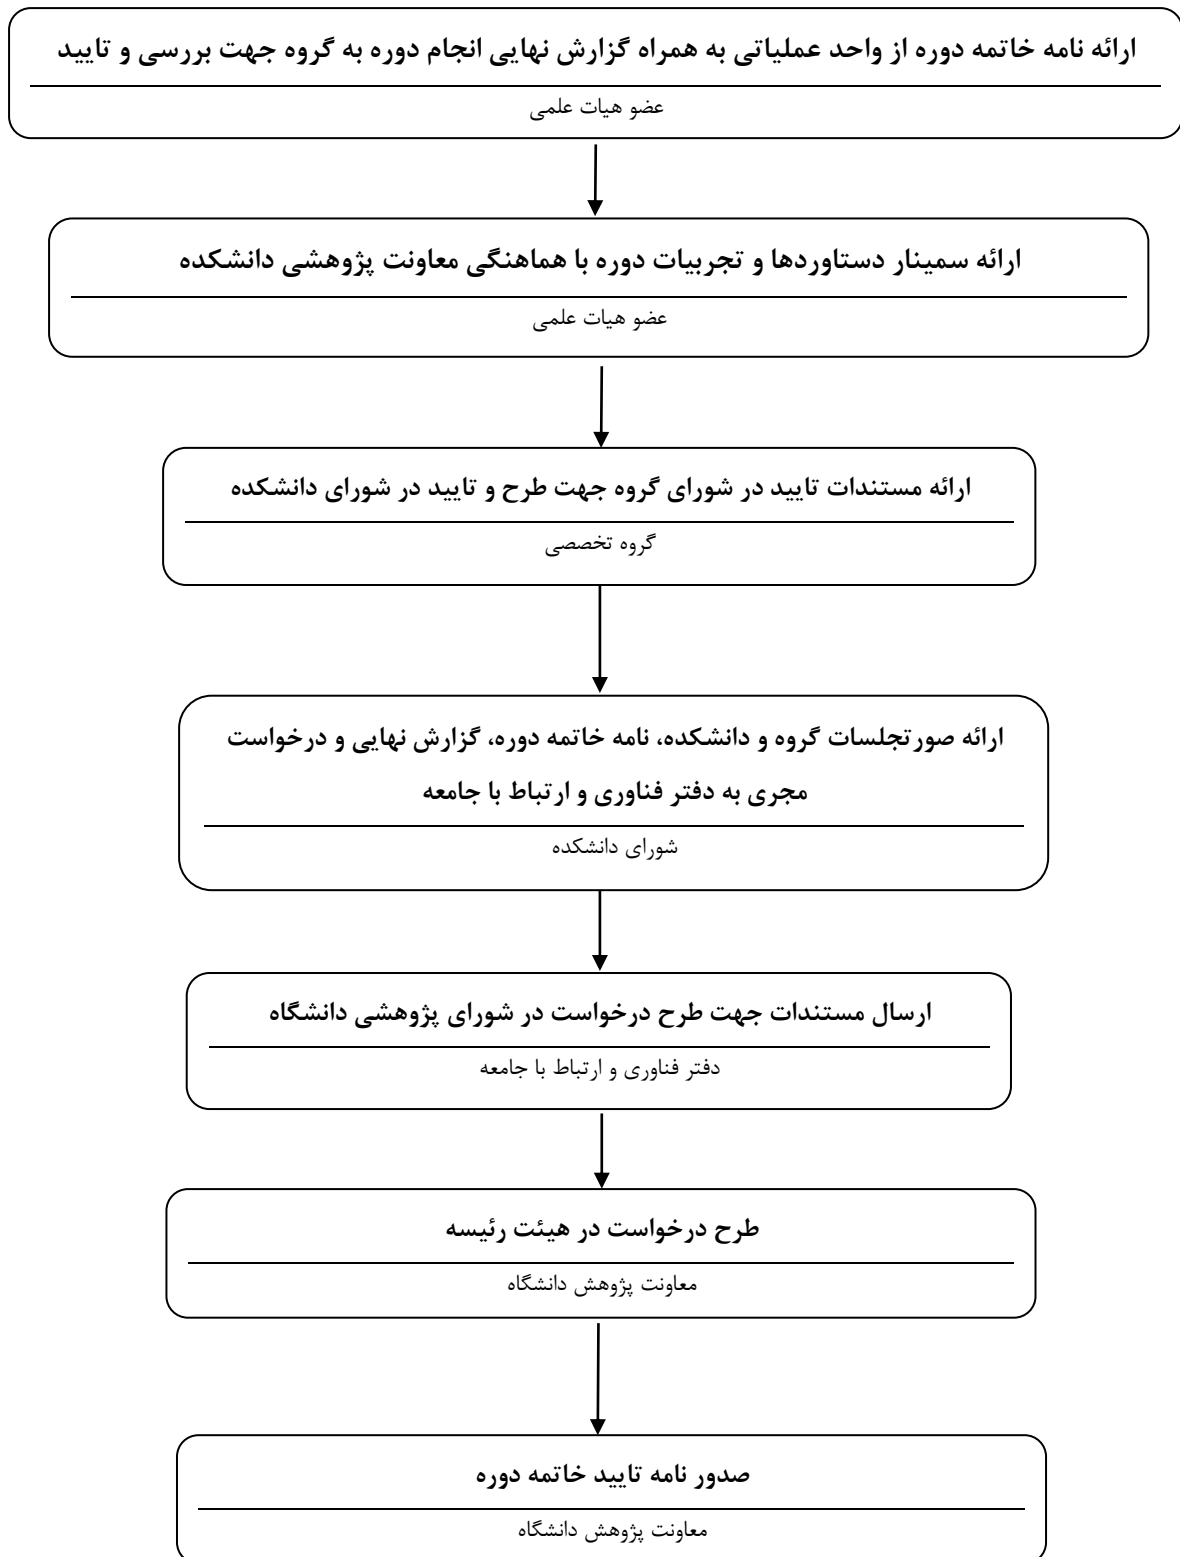 ارائه نامه خاتمه دوره از واحد عملیاتی به همراه گزارش نهایی انجام دوره به گروه جهت بررسی و تایید
عضو هیات علمی
ارائه سمینار دستاوردها و تجربیات دوره با هماهنگی معاونت پژوهشی دانشکده
عضو هیات علمی
ارائه مستندات تایید در شورای گروه جهت طرح و تایید در شورای دانشکده
گروه تخصصی
ارائه صورتجلسات گروه و دانشکده، نامه خاتمه دوره، گزارش نهایی و درخواست
مجری به دفتر فناوری و ارتباط با جامعه
شورای دانشکده
ارسال مستندات جهت طرح درخواست در شورای پژوهشی دانشگاه
دفتر فناوری و ارتباط با جامعه
طرح درخواست در هیئت رئیسه
معاونت پژوهش دانشگاه
صدور نامه تایید خاتمه دوره
معاونت پژوهش دانشگاه